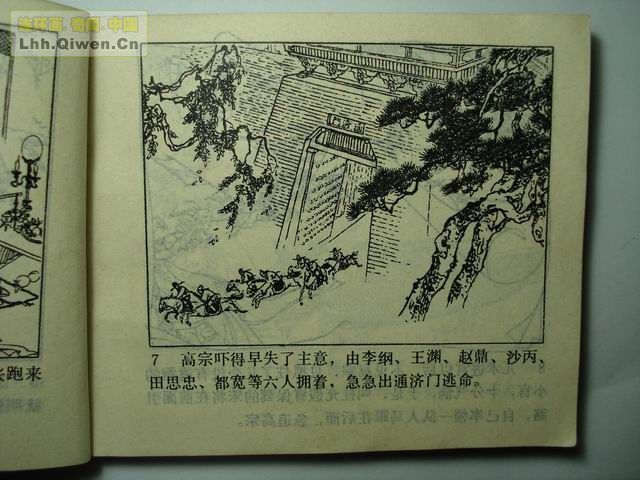 连环画·奇闻·中国
Lhh.Qiwen.Cn
7 高宗吓得早失了主意，由李纲、王渊、赵鼎、沙丙、
田思忠、都宽等六人拥着，急急出通济门逃命。
跑来